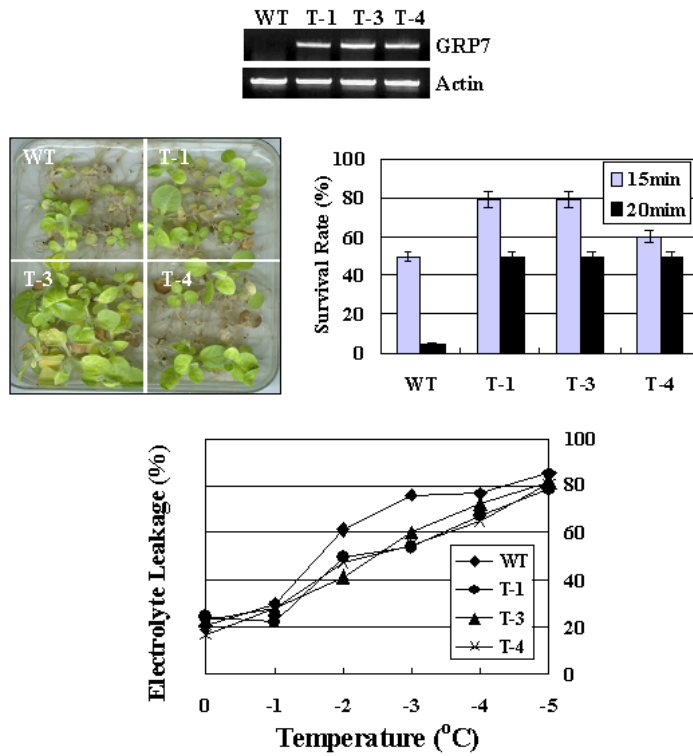 WT T-1 T-3 T-4
GRP7
Actin
WT T-1
T-3 T-4
Survival Rate (%)
100
80
60
40
20
0
15min
20mim
WT T-1 T-3 T-4
Electrolyte Leakage (%)
100
80
60
40
20
0
WT
T-1
T-3
T-4
0 -1 -2 -3 -4 -5
Temperature (°C)